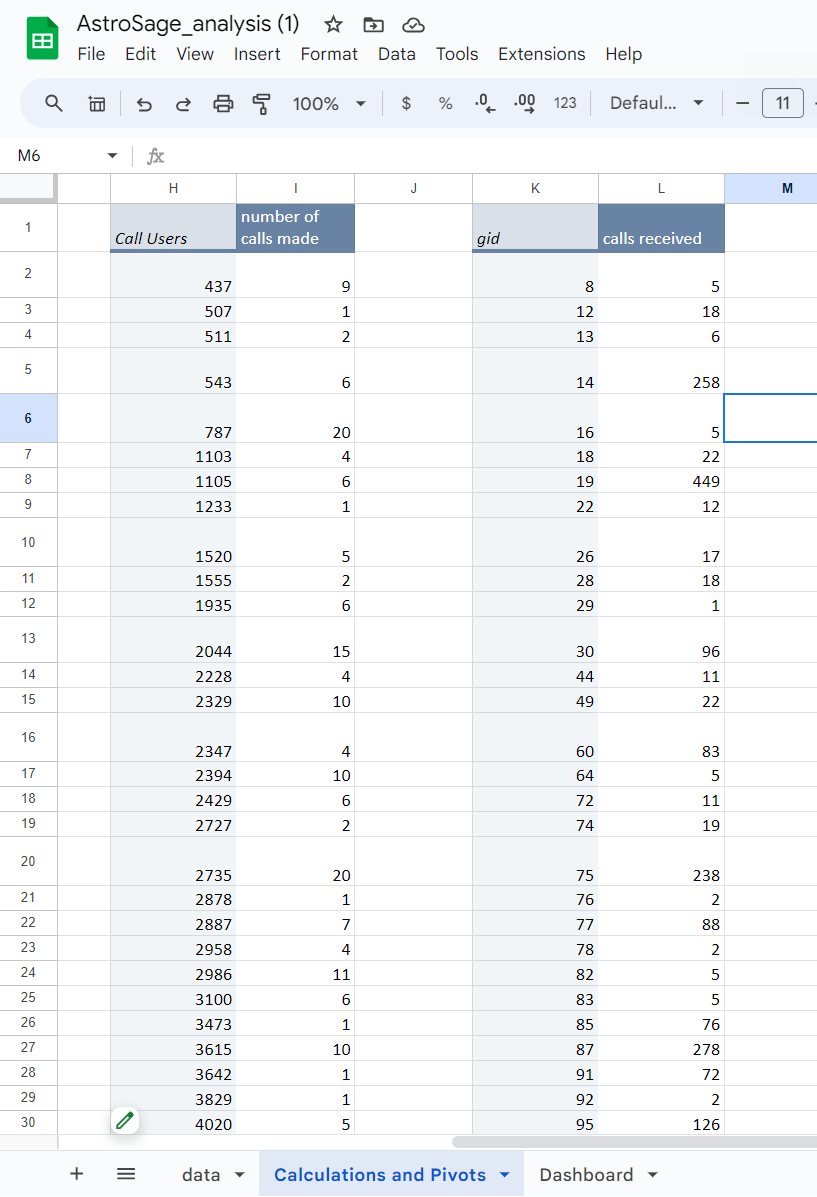 AstroSage_analysis (1)
File Edit View Insert Format Data Tools Extensions Help
100% $ % .0 .00 123 Defaul... 11
M6 fx
H I J K L M
1 Call Users number of calls made gid calls received
2 437 9 8 5
3 507 1 12 18
4 511 2 13 6
5 543 6 14 258
6 787 20 16 5
7 1103 4 18 22
8 1105 6 19 449
9 1233 1 22 12
10 1520 5 26 17
11 1555 2 28 18
12 1935 6 29 1
13 2044 15 30 96
14 2228 4 44 11
15 2329 10 49 22
16 2347 4 60 83
17 2394 10 64 5
18 2429 6 72 11
19 2727 2 74 19
20 2735 20 75 238
21 2878 1 76 2
22 2887 7 77 88
23 2958 4 78 2
24 2986 11 82 5
25 3100 6 83 5
26 3473 1 85 76
27 3615 10 87 278
28 3642 1 91 72
29 3829 1 92 2
30 4020 5 95 126
data Calculations and Pivots Dashboard